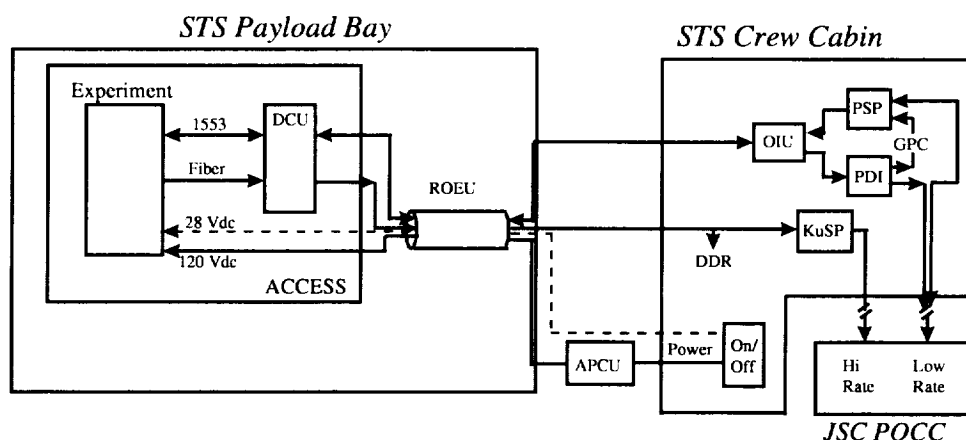 STS Payload Bay
STS Crew Cabin
Experiment
1553
DCU
Fiber
28 Vdc
120 Vdc
ACCESS
ROEU
OIU
PSP
GPC
PDI
KuSP
DDR
APCU
Power
On/
Off
Hi
Rate
Low
Rate
JSC POCC